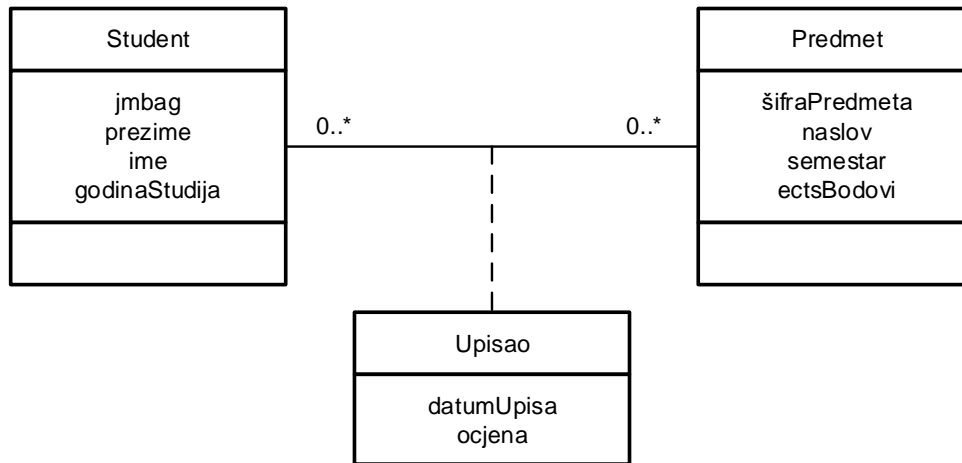 Student
jmbag
prezime
ime
godinaStudija
0..*
0..*
Predmet
šifraPredmeta
naslov
semestar
ectsBodovi
Upisao
datumUpisa
ocjena